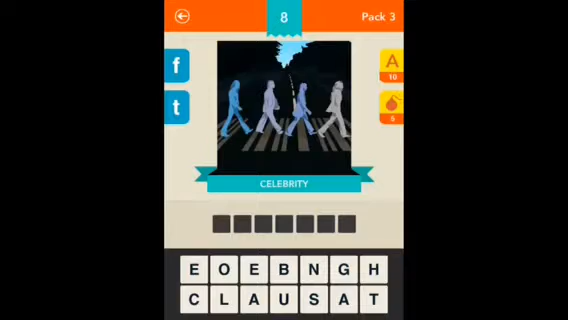 8
Pack 3
f
A
10
t
5
CELEBRITY
E O E B N G H
C L A U S A T